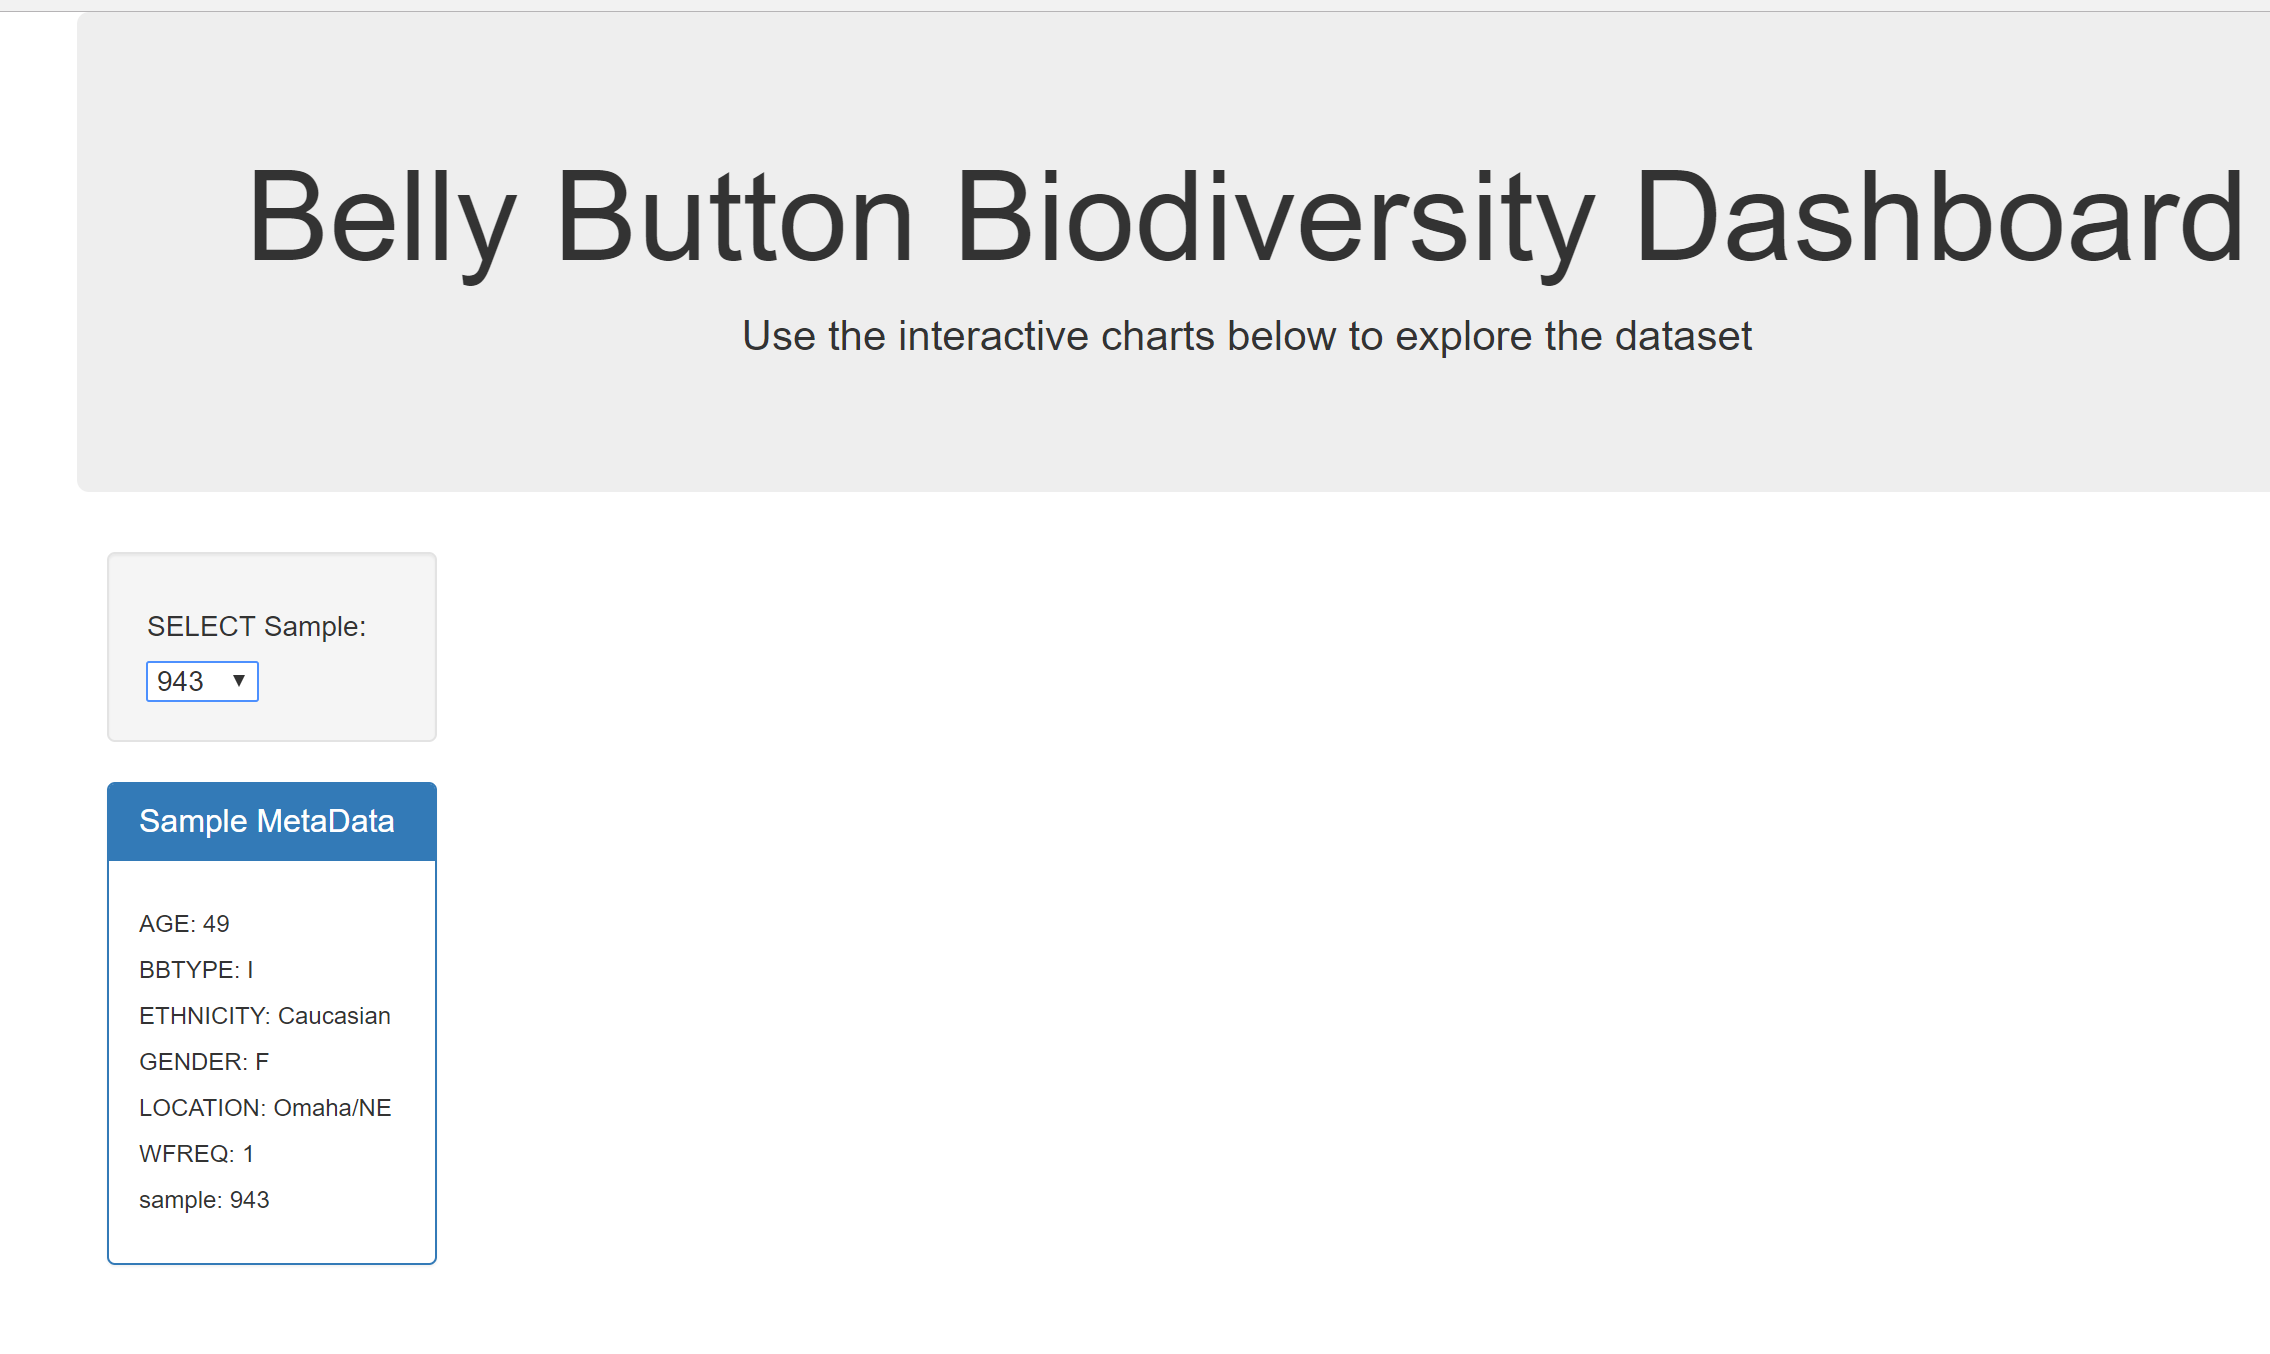 Belly Button Biodiversity Dashboard
Use the interactive charts below to explore the dataset
SELECT Sample:
943
Sample MetaData
AGE: 49
BBTYPE: I
ETHNICITY: Caucasian
GENDER: F
LOCATION: Omaha/NE
WFREQ: 1
sample: 943